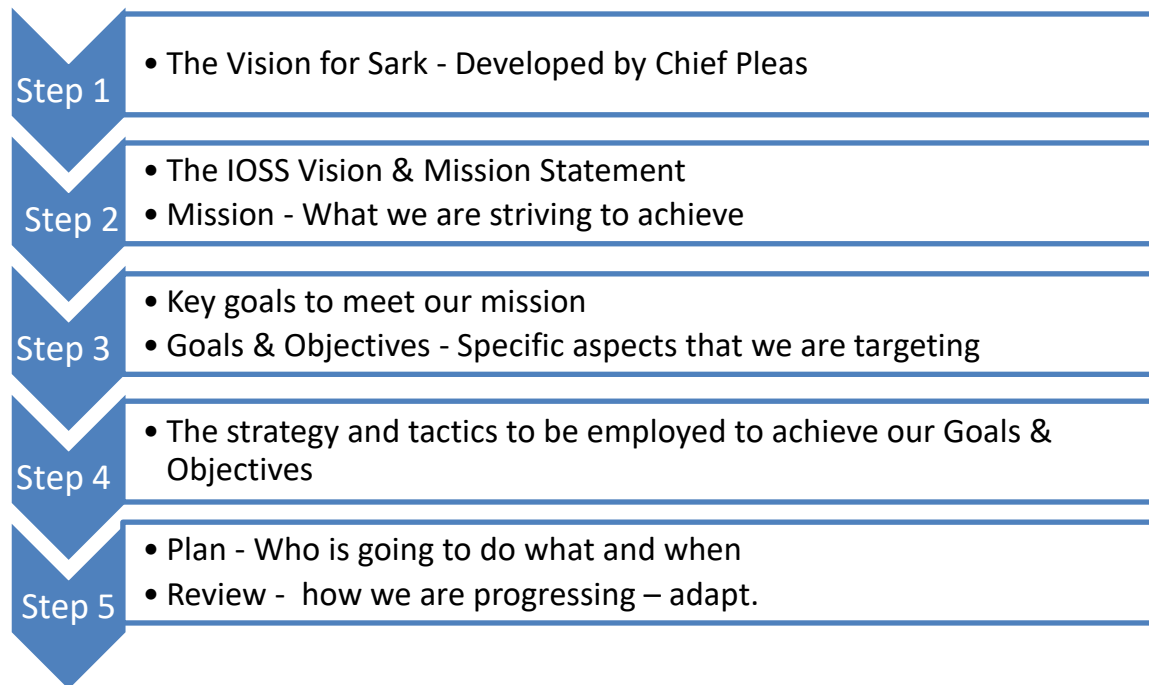 Step 1
• The Vision for Sark - Developed by Chief Pleas
Step 2
• The IOSS Vision & Mission Statement
• Mission - What we are striving to achieve
Step 3
• Key goals to meet our mission
• Goals & Objectives - Specific aspects that we are targeting
Step 4
• The strategy and tactics to be employed to achieve our Goals &
Objectives
Step 5
• Plan - Who is going to do what and when
• Review -  how we are progressing – adapt.